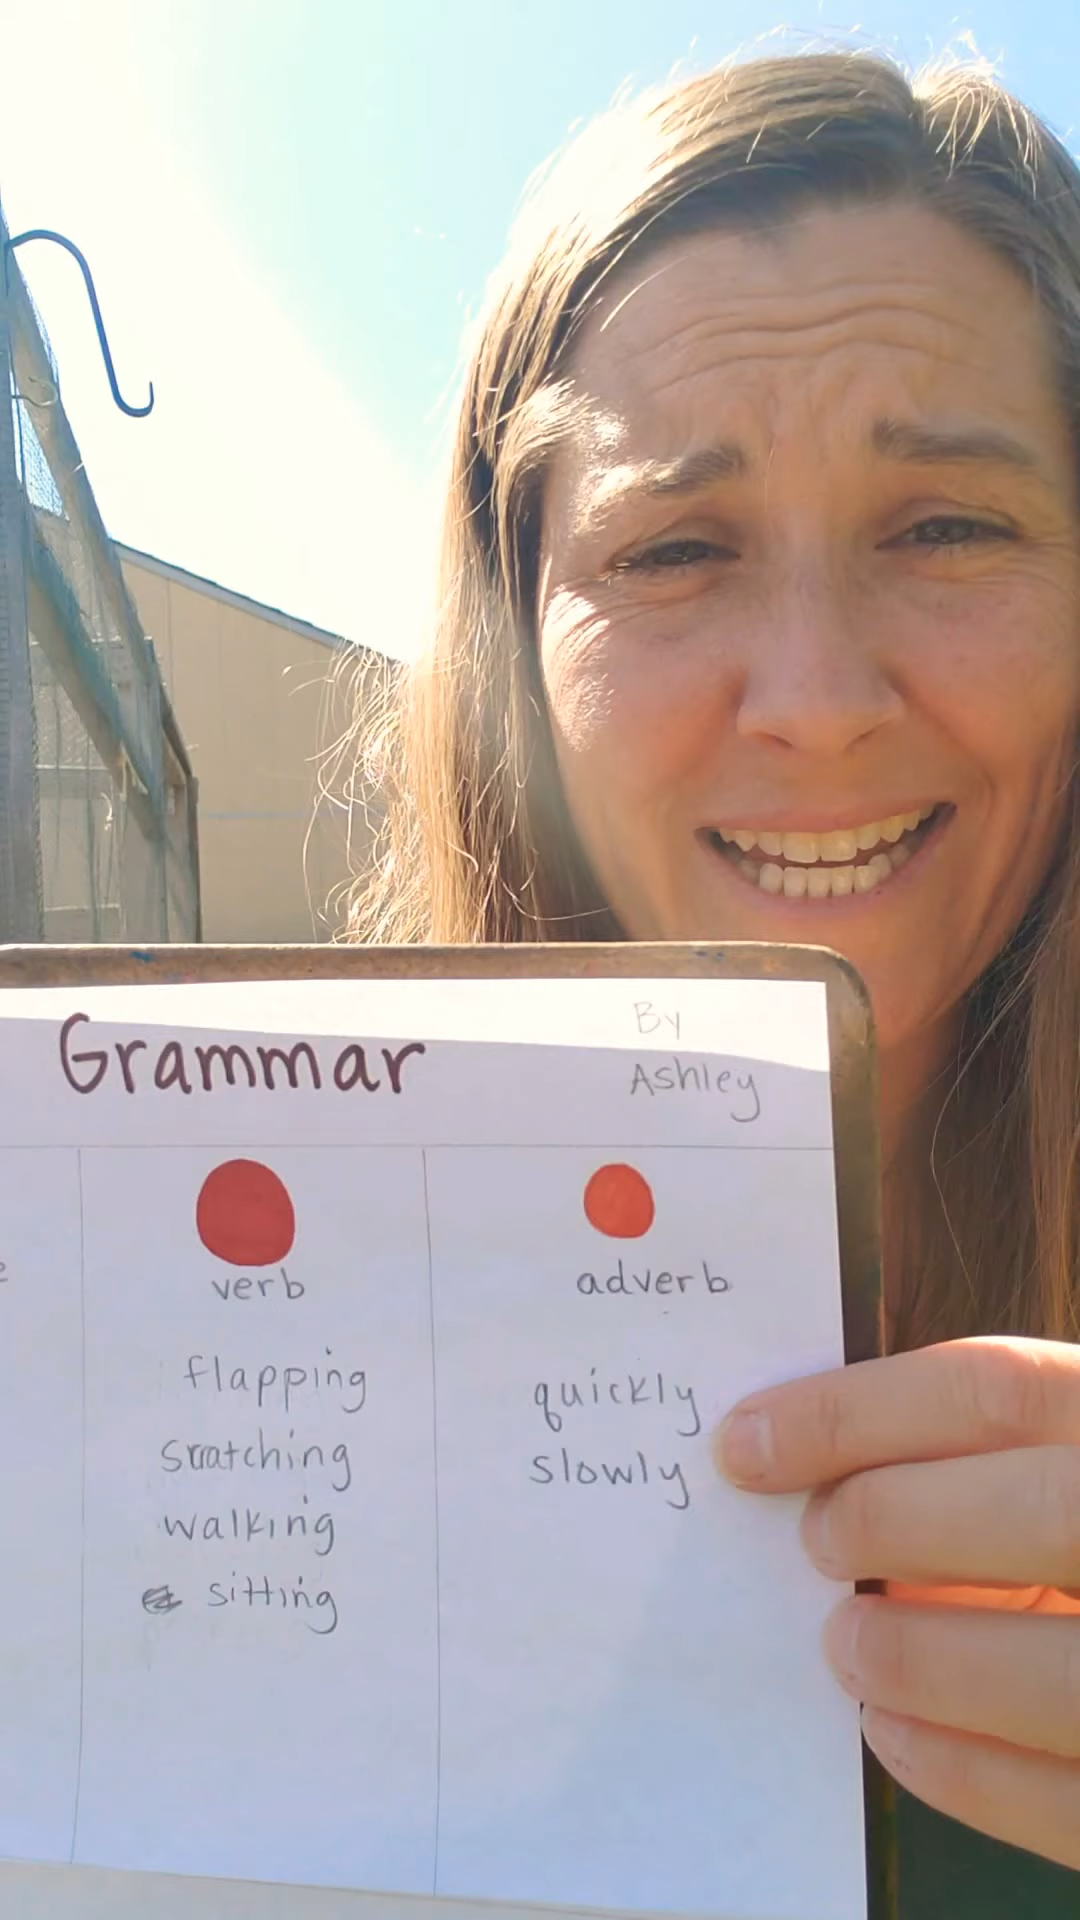 Grammar
By
Ashley
verb
adverb
flapping
scratching
walking
sitting
quickly
slowly